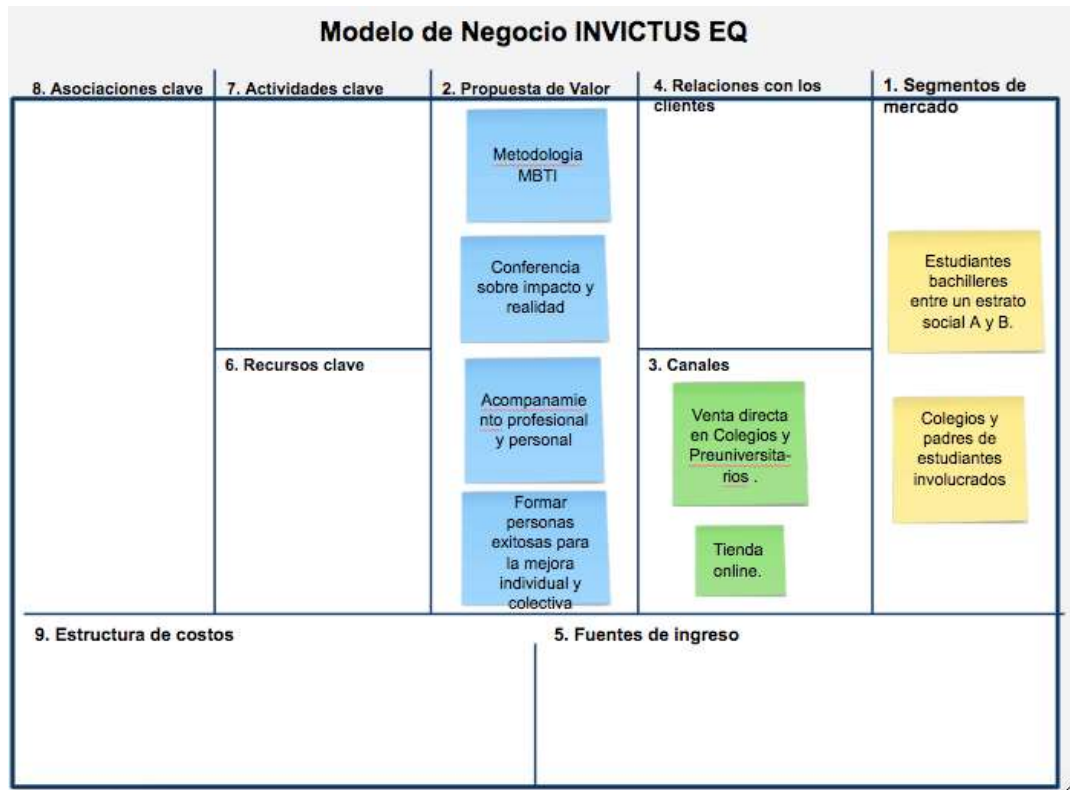 Modelo de Negocio INVICTUS EQ
8. Asociaciones clave
7. Actividades clave
2. Propuesta de Valor
4. Relaciones con los
clientes
1. Segmentos de
mercado
Metodologia
MBTI
Conferencia
sobre impacto y
realidad
Acompanamie
nto profesional
y personal
Formar
personas
exitosas para
la mejora
individual y
colectiva
Estudiantes
bachilleres
entre un estrato
social A y B.
Colegios y
padres de
estudiantes
involucrados
6. Recursos clave
3. Canales
Venta directa
en Colegios y
Preuniversita-
rios .
Tienda
online.
9. Estructura de costos
5. Fuentes de ingreso